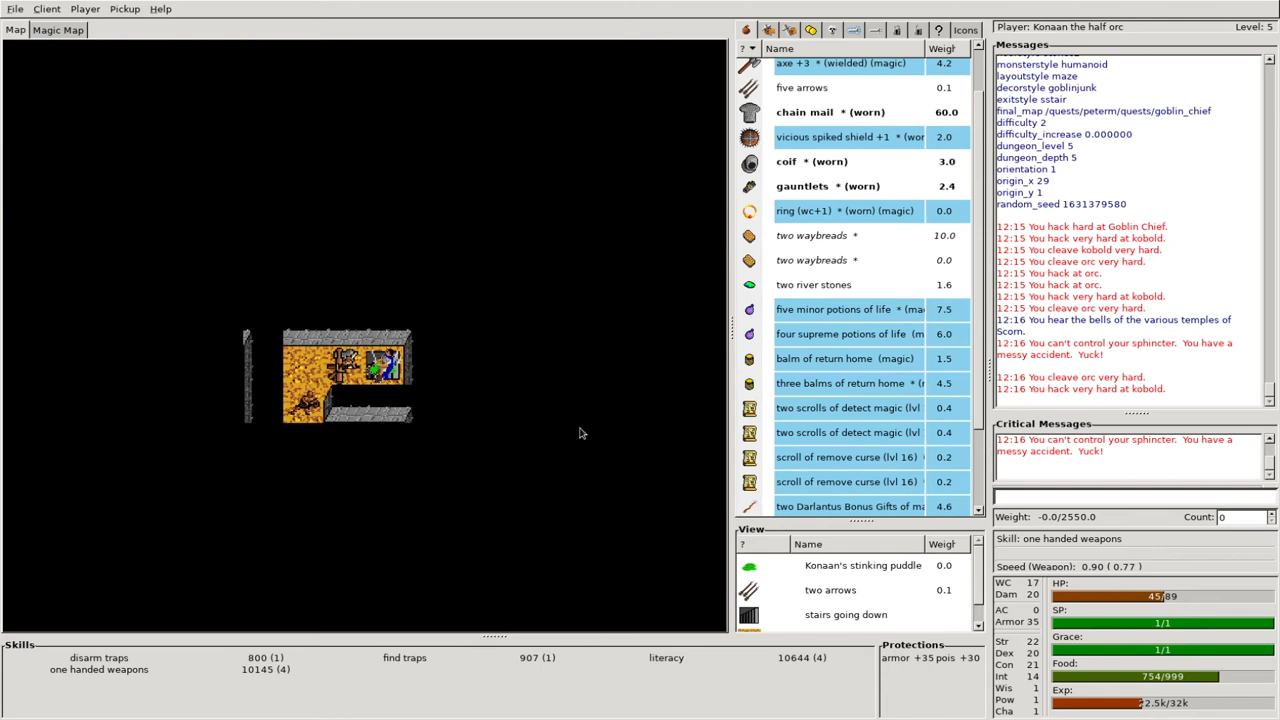 File Client Player Pickup Help
Map Magic Map
Icons
? Name Weigh
axe +3 * (wielded) (magic) 4.2
five arrows 0.1
chain mail * (worn) 60.0
vicious spiked shield +1 * (wor 2.0
coif * (worn) 3.0
gauntlets * (worn) 2.4
ring (wc+1) * (worn) (magic) 0.0
two waybreads * 10.0
two waybreads * 0.0
two river stones 1.6
five minor potions of life * (ma 7.5
four supreme potions of life (m 6.0
balm of return home (magic) 1.5
three balms of return home * (r 4.5
two scrolls of detect magic (lvl 0.4
two scrolls of detect magic (lvl 0.4
scroll of remove curse (lvl 16) 0.2
scroll of remove curse (lvl 16) 0.2
two Darlantus Bonus Gifts of ma 4.6
View
? Name Weigh
Konaan's stinking puddle 0.0
two arrows 0.1
stairs going down
Player: Konaan the half orc Level: 5
Messages
monsterstyle humanoid
layoutstyle maze
decorstyle goblinjunk
exitstyle sstair
final_map /quests/peterm/quests/goblin_chief
difficulty 2
difficulty_increase 0.000000
dungeon_level 5
dungeon_depth 5
orientation 1
origin_x 29
origin_y 1
random_seed 1631379580
12:15 You hack hard at Goblin Chief.
12:15 You hack very hard at kobold.
12:15 You cleave kobold very hard.
12:15 You cleave orc very hard.
12:15 You hack at orc.
12:15 You hack at orc.
12:15 You hack very hard at kobold.
12:15 You cleave orc very hard.
12:16 You hear the bells of the various temples of
Scorn.
12:16 You can't control your sphincter. You have a
messy accident. Yuck!
12:16 You cleave orc very hard.
12:16 You hack very hard at kobold.
Critical Messages
12:16 You can't control your sphincter. You have a
messy accident. Yuck!
Weight: -0.0/2550.0 Count: 0
Skill: one handed weapons
Speed (Weapon): 0.90 ( 0.77 )
WC 17
Dam 20
AC 0
Armor 35
Str 22
Dex 20
Con 21
Int 14
Wis 1
Pow 1
Cha 1
HP:
45/89
SP:
1/1
Grace:
1/1
Food:
754/999
Exp:
22.5k/32k
Skills
disarm traps 800 (1) find traps 907 (1) literacy 10644 (4)
one handed weapons 10145 (4)
Protections
armor +35 pois +30